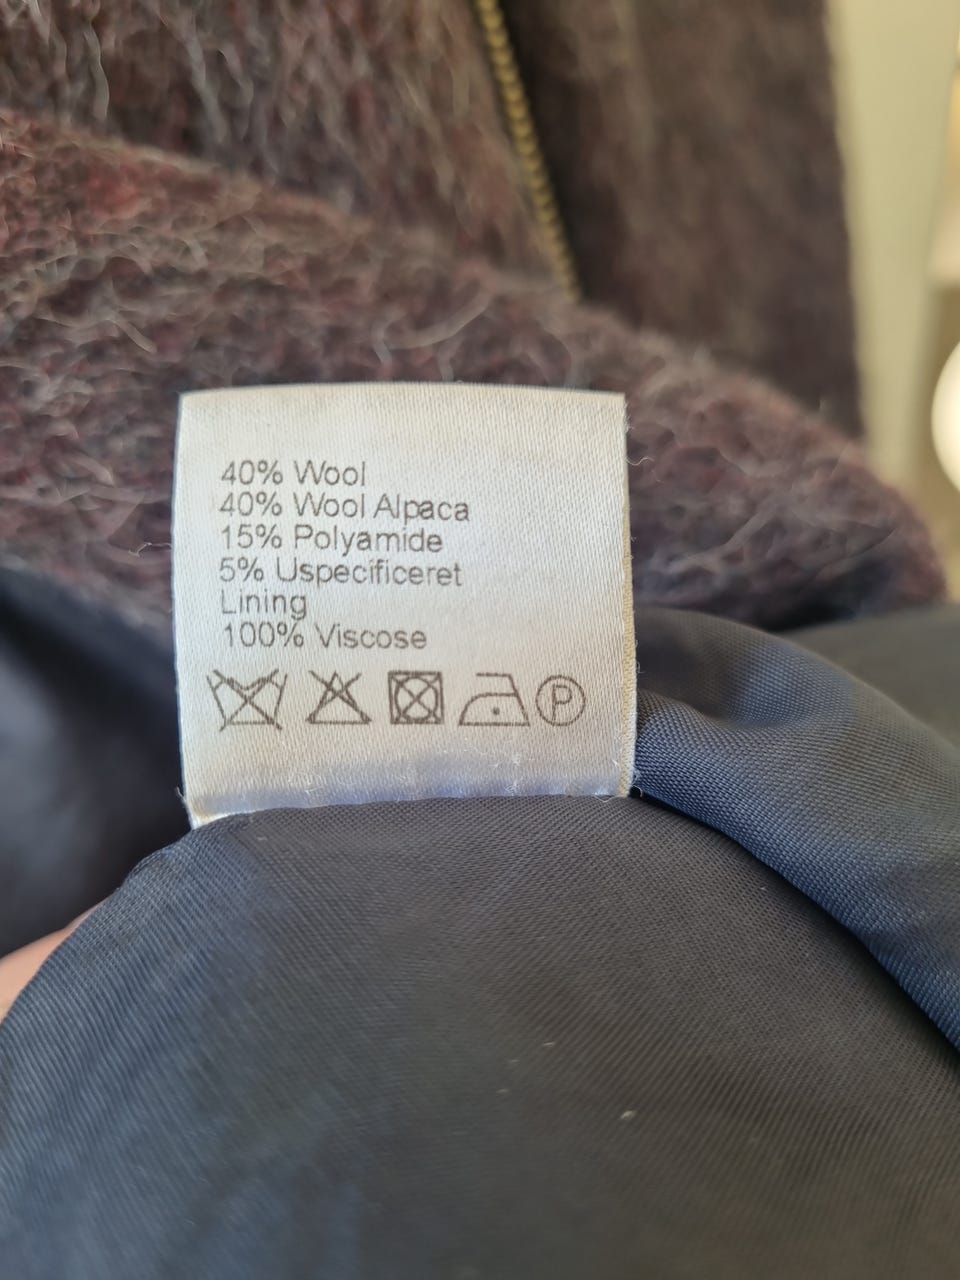 40% Wool
40% Wool Alpaca
15% Polyamide
5% Uspecificeret
Lining
100% Viscose
P